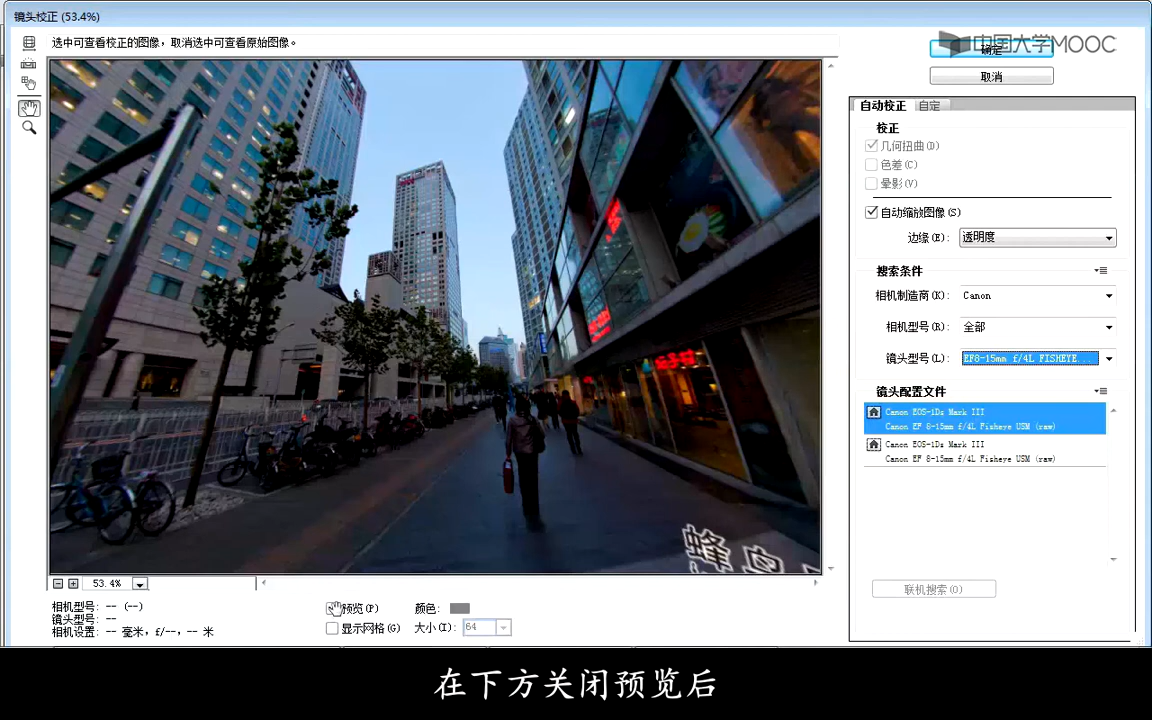 镜头校正 (53.4%)
选中可查看校正的图像，取消选中可查看原始图像。
中国大学MOOC
确定
取消
自动校正 自定
校正
几何扭曲(D)
色差(C)
晕影(V)
自动缩放图像(S)
边缘(E): 透明度
搜索条件
相机制造商(K): Canon
相机型号(R): 全部
镜头型号(L): EF8-15mm f/4L FISHEYE...
镜头配置文件
Canon EOS-1Ds Mark III
Canon EF 8-15mm f/4L Fisheye USM (raw)
Canon EOS-1Ds Mark III
Canon EF 8-15mm f/4L Fisheye USM (raw)
联机搜索(O)
蜂窝
53.4%
相机型号: -- (--)
镜头型号: --
相机设置: -- 毫米，f/--，-- 米
预览(P) 颜色:
显示网格(G) 大小(I): 64
在下方关闭预览后